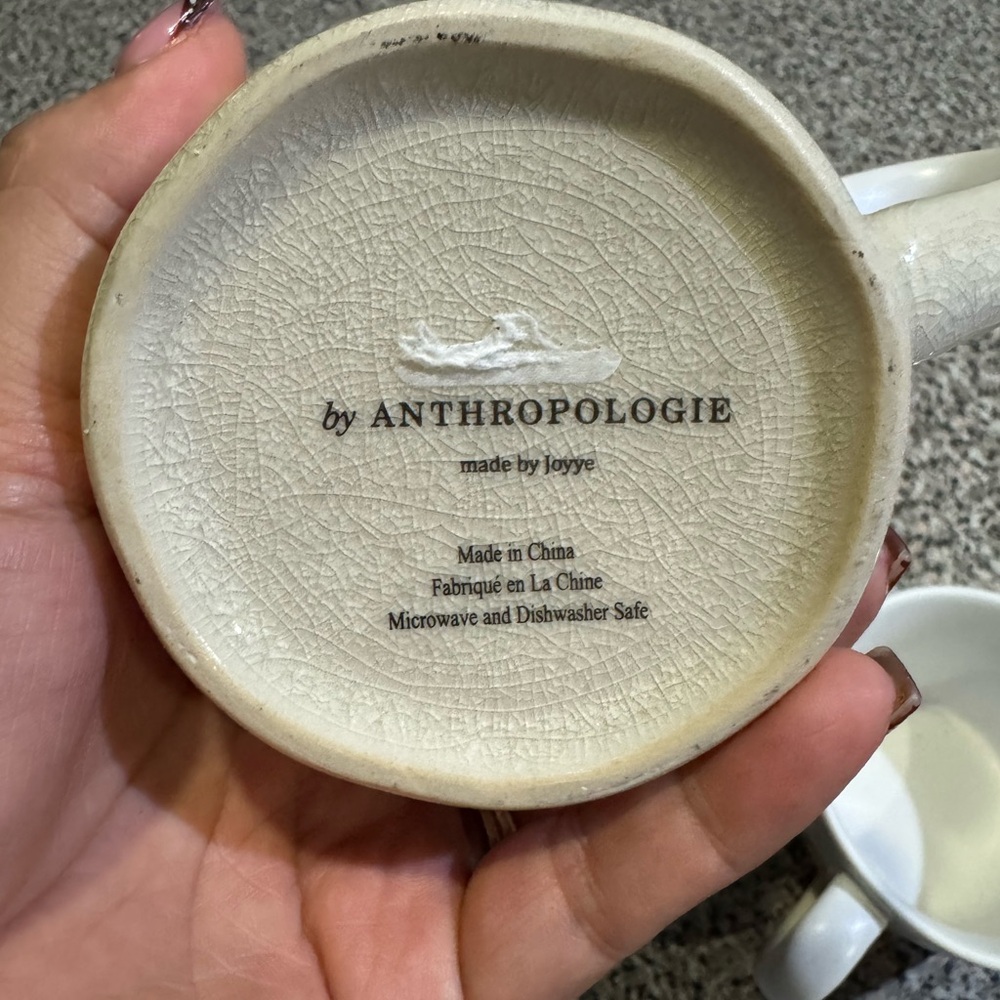 by ANTHROPOLOGIE
made by Joyye
Made in China
Fabriqué en La Chine
Microwave and Dishwasher Safe